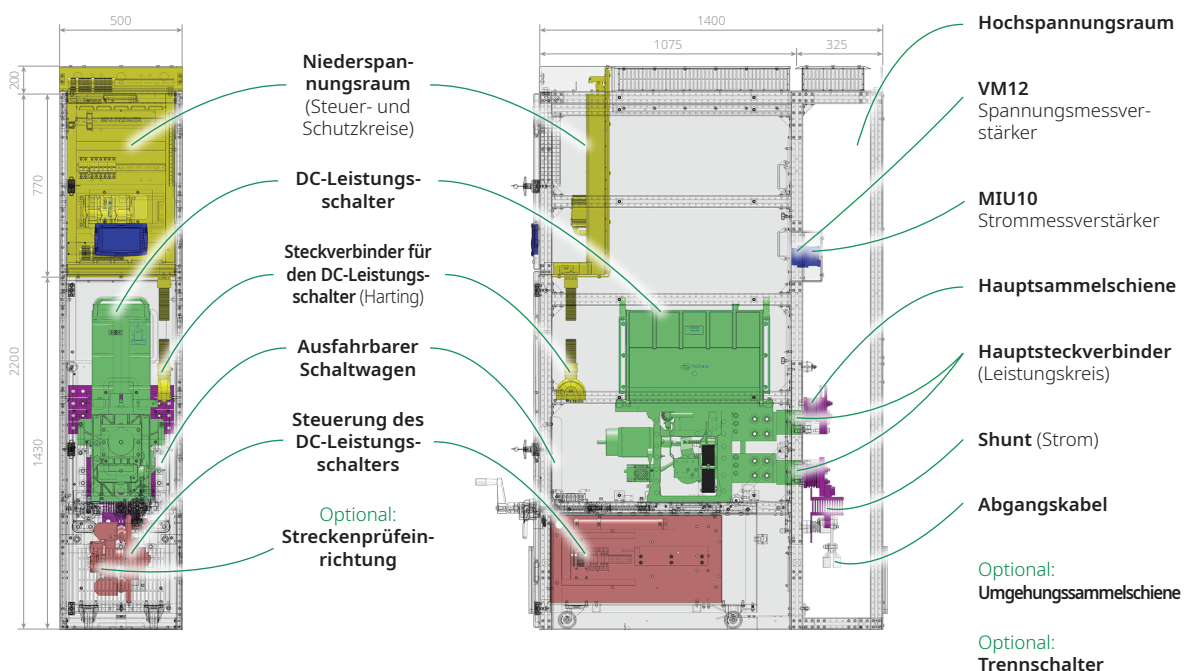 500
200
770
2200
1430
Niederspan-
nungsraum
(Steuer- und
Schutzkreise)
DC-Leistungs-
schalter
Steckverbinder für
den DC-Leistungs-
schalter (Harting)
Ausfahrbarer
Schaltwagen
Steuerung des
DC-Leistungs-
schalters
Optional:
Streckenprüfein-
richtung
1400
1075
325
Hochspannungsraum
VM12
Spannungsmessver-
stärker
MIU10
Strommessverstärker
Hauptsammelschiene
Hauptsteckverbinder
(Leistungskreis)
Shunt (Strom)
Abgangskabel
Optional:
Umgehungssammelschiene
Optional:
Trennschalter